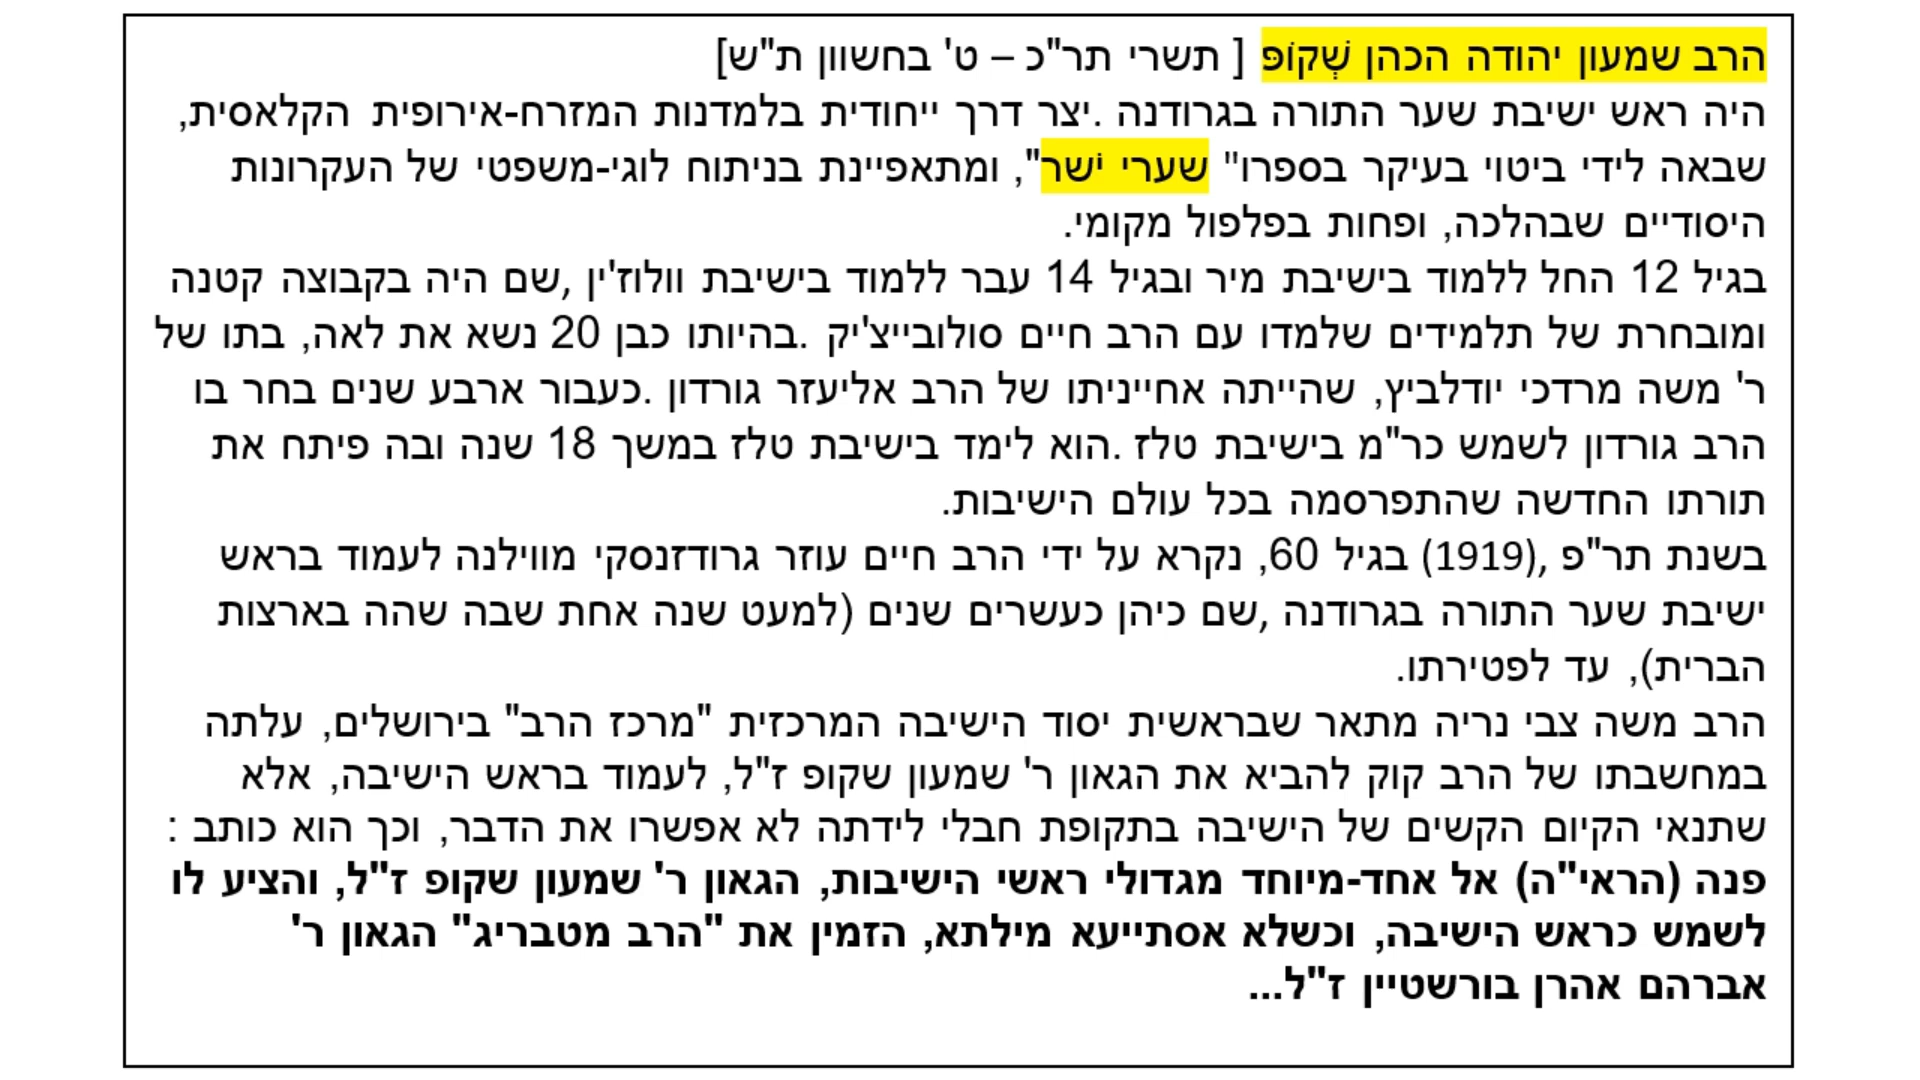 הרב שמעון יהודה הכהן שְׁקוֹפּ [ תשרי תר"כ – ט' בחשוון ת"ש]
היה ראש ישיבת שער התורה בגרודנה .יצר דרך ייחודית בלמדנות המזרח-אירופית הקלאסית,
שבאה לידי ביטוי בעיקר בספרו" שערי יֹשר", ומתאפיינת בניתוח לוגי-משפטי של העקרונות
היסודיים שבהלכה, ופחות בפלפול מקומי.
בגיל 12 החל ללמוד בישיבת מיר ובגיל 14 עבר ללמוד בישיבת וולוז'ין ,שם היה בקבוצה קטנה
ומובחרת של תלמידים שלמדו עם הרב חיים סולובייצ'יק .בהיותו כבן 20 נשא את לאה, בתו של
ר' משה מרדכי יודלביץ, שהייתה אחייניתו של הרב אליעזר גורדון .כעבור ארבע שנים בחר בו
הרב גורדון לשמש כר"מ בישיבת טלז .הוא לימד בישיבת טלז במשך 18 שנה ובה פיתח את
תורתו החדשה שהתפרסמה בכל עולם הישיבות.
בשנת תר"פ ,(1919) בגיל 60, נקרא על ידי הרב חיים עוזר גרודזנסקי מווילנה לעמוד בראש
ישיבת שער התורה בגרודנה ,שם כיהן כעשרים שנים (למעט שנה אחת שבה שהה בארצות
הברית), עד לפטירתו.
הרב משה צבי נריה מתאר שבראשית יסוד הישיבה המרכזית "מרכז הרב" בירושלים, עלתה
במחשבתו של הרב קוק להביא את הגאון ר' שמעון שקופ ז"ל, לעמוד בראש הישיבה, אלא
שתנאי הקיום הקשים של הישיבה בתקופת חבלי לידתה לא אפשרו את הדבר, וכך הוא כותב :
פנה (הראי"ה) אל אחד-מיוחד מגדולי ראשי הישיבות, הגאון ר' שמעון שקופ ז"ל, והציע לו
לשמש כראש הישיבה, וכשלא אסתייעא מילתא, הזמין את "הרב מטבריג" הגאון ר'
אברהם אהרן בורשטיין ז"ל...